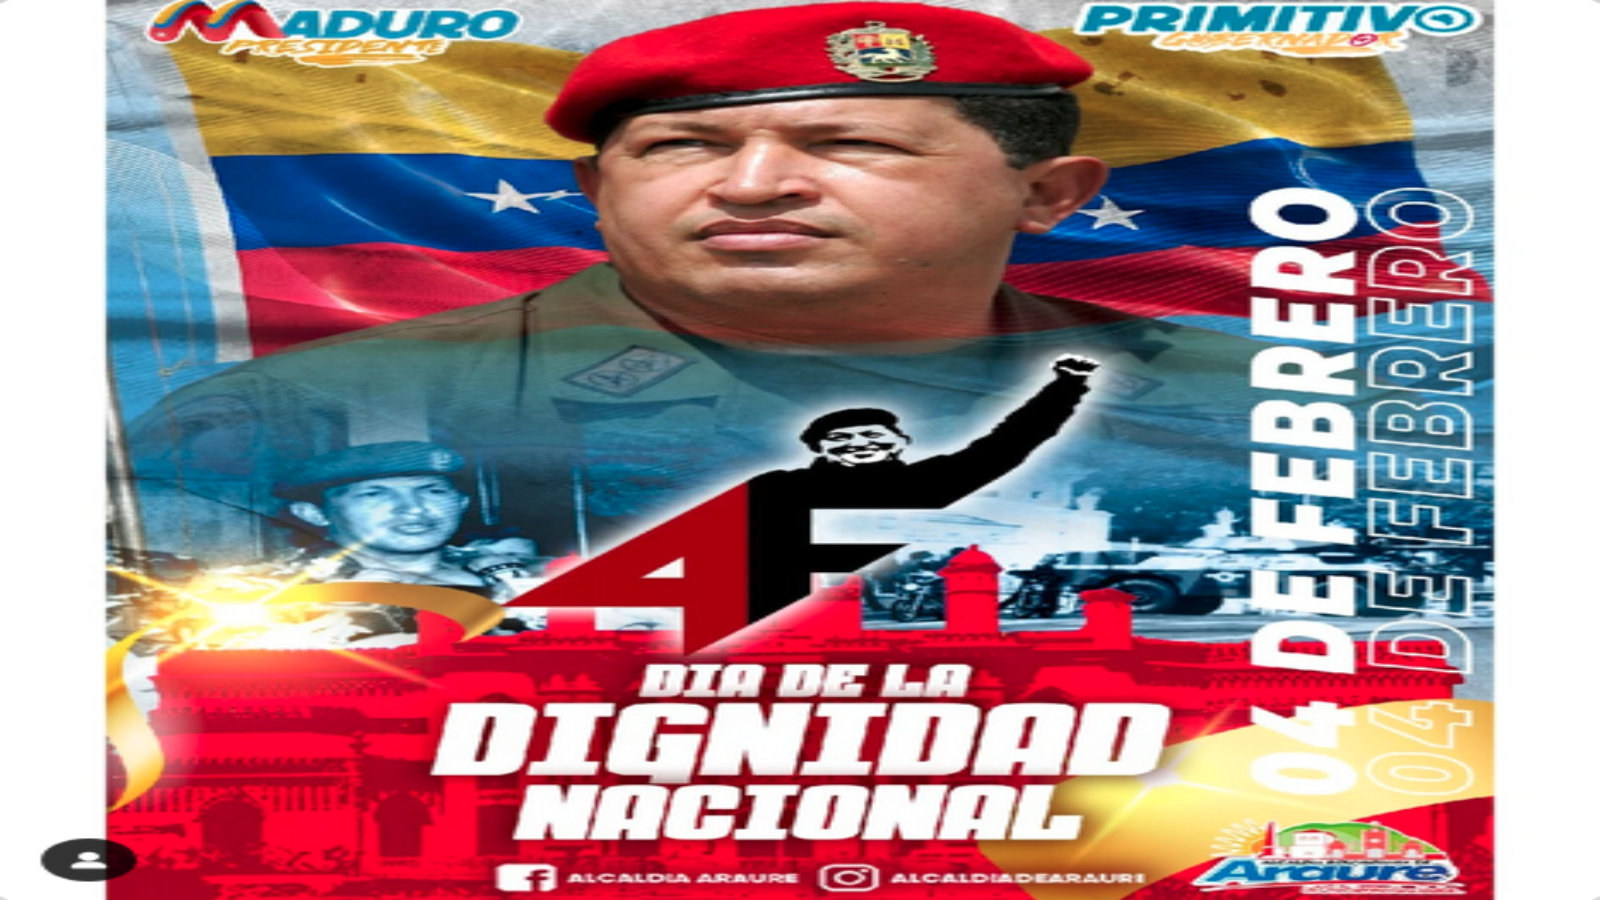 MADURO
PRESIDENTE
PRIMITIVO
GOBERNADOR
04 DE FEBRERO
04 DE FEBRERO
4F
DIA DE LA
DIGNIDAD
NACIONAL
ALCALDIA ARAURE
ALCALDIADEARAURE
Araure